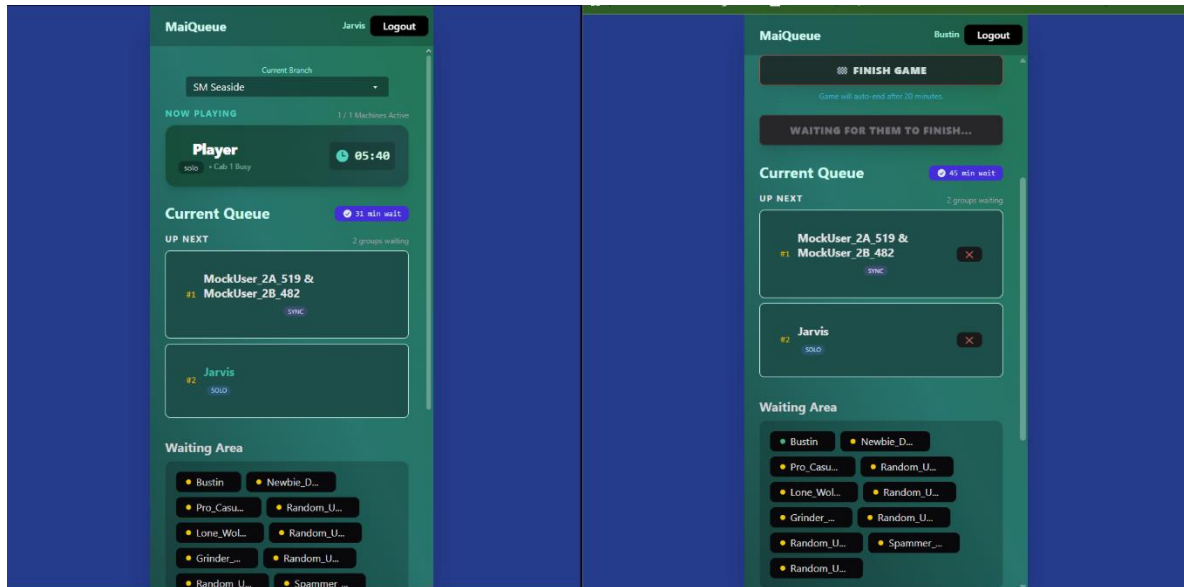 MaiQueue Jarvis Logout
Current Branch
SM Seaside
NOW PLAYING 1 / 1 Machines Active
Player
solo • Cab 1 Busy
05:40
Current Queue 31 min wait
UP NEXT 2 groups waiting
#1 MockUser_2A_519 &
MockUser_2B_482
SYNC
#2 Jarvis
SOLO
Waiting Area
Bustin Newbie_D...
Pro_Casu... Random_U...
Lone_Wol... Random_U...
Grinder_... Random_U...
Random_U... Spammer_...
MaiQueue Bustin Logout
FINISH GAME
Game will auto-end after 20 minutes.
WAITING FOR THEM TO FINISH...
Current Queue 45 min wait
UP NEXT 2 groups waiting
#1 MockUser_2A_519 &
MockUser_2B_482
SYNC
#2 Jarvis
SOLO
Waiting Area
Bustin Newbie_D...
Pro_Casu... Random_U...
Lone_Wol... Random_U...
Grinder_... Random_U...
Random_U... Spammer_...
Random_U...